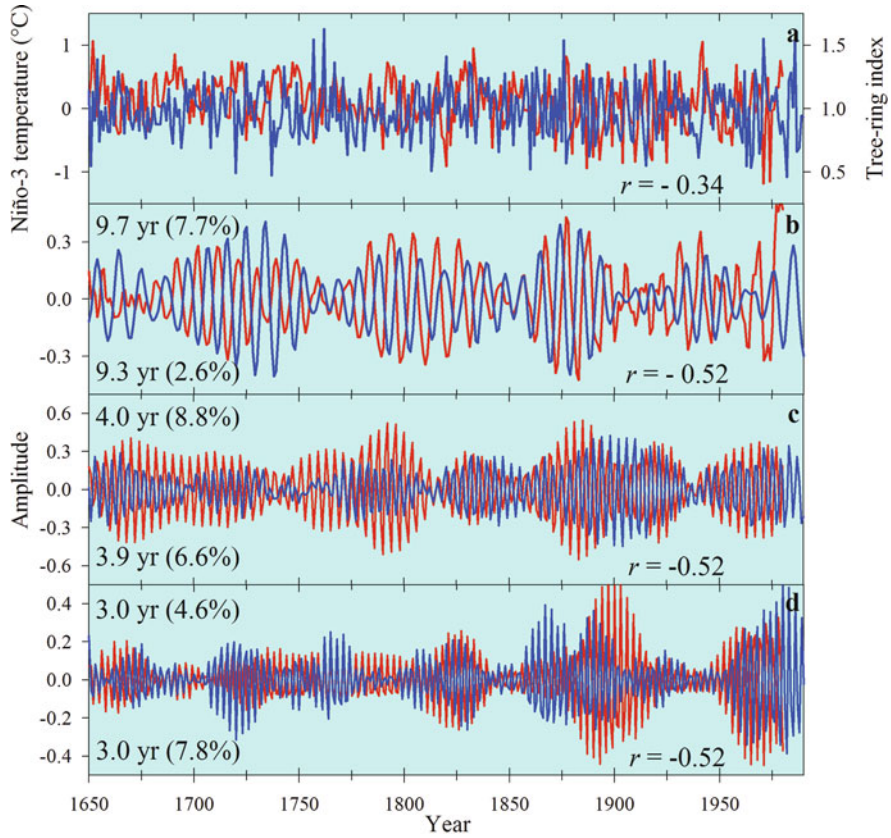 Niño-3 temperature (°C)
1
0
-1
a
r = - 0.34
1.5
1.0
0.5
Tree-ring index
9.7 yr (7.7%)
b
0.3
0.0
-0.3
9.3 yr (2.6%)
r = - 0.52
Amplitude
4.0 yr (8.8%)
c
0.6
0.3
0.0
-0.3
-0.6
3.9 yr (6.6%)
r = -0.52
3.0 yr (4.6%)
d
0.4
0.2
0.0
-0.2
-0.4
3.0 yr (7.8%)
r = -0.52
1650 1700 1750 1800 1850 1900 1950
Year